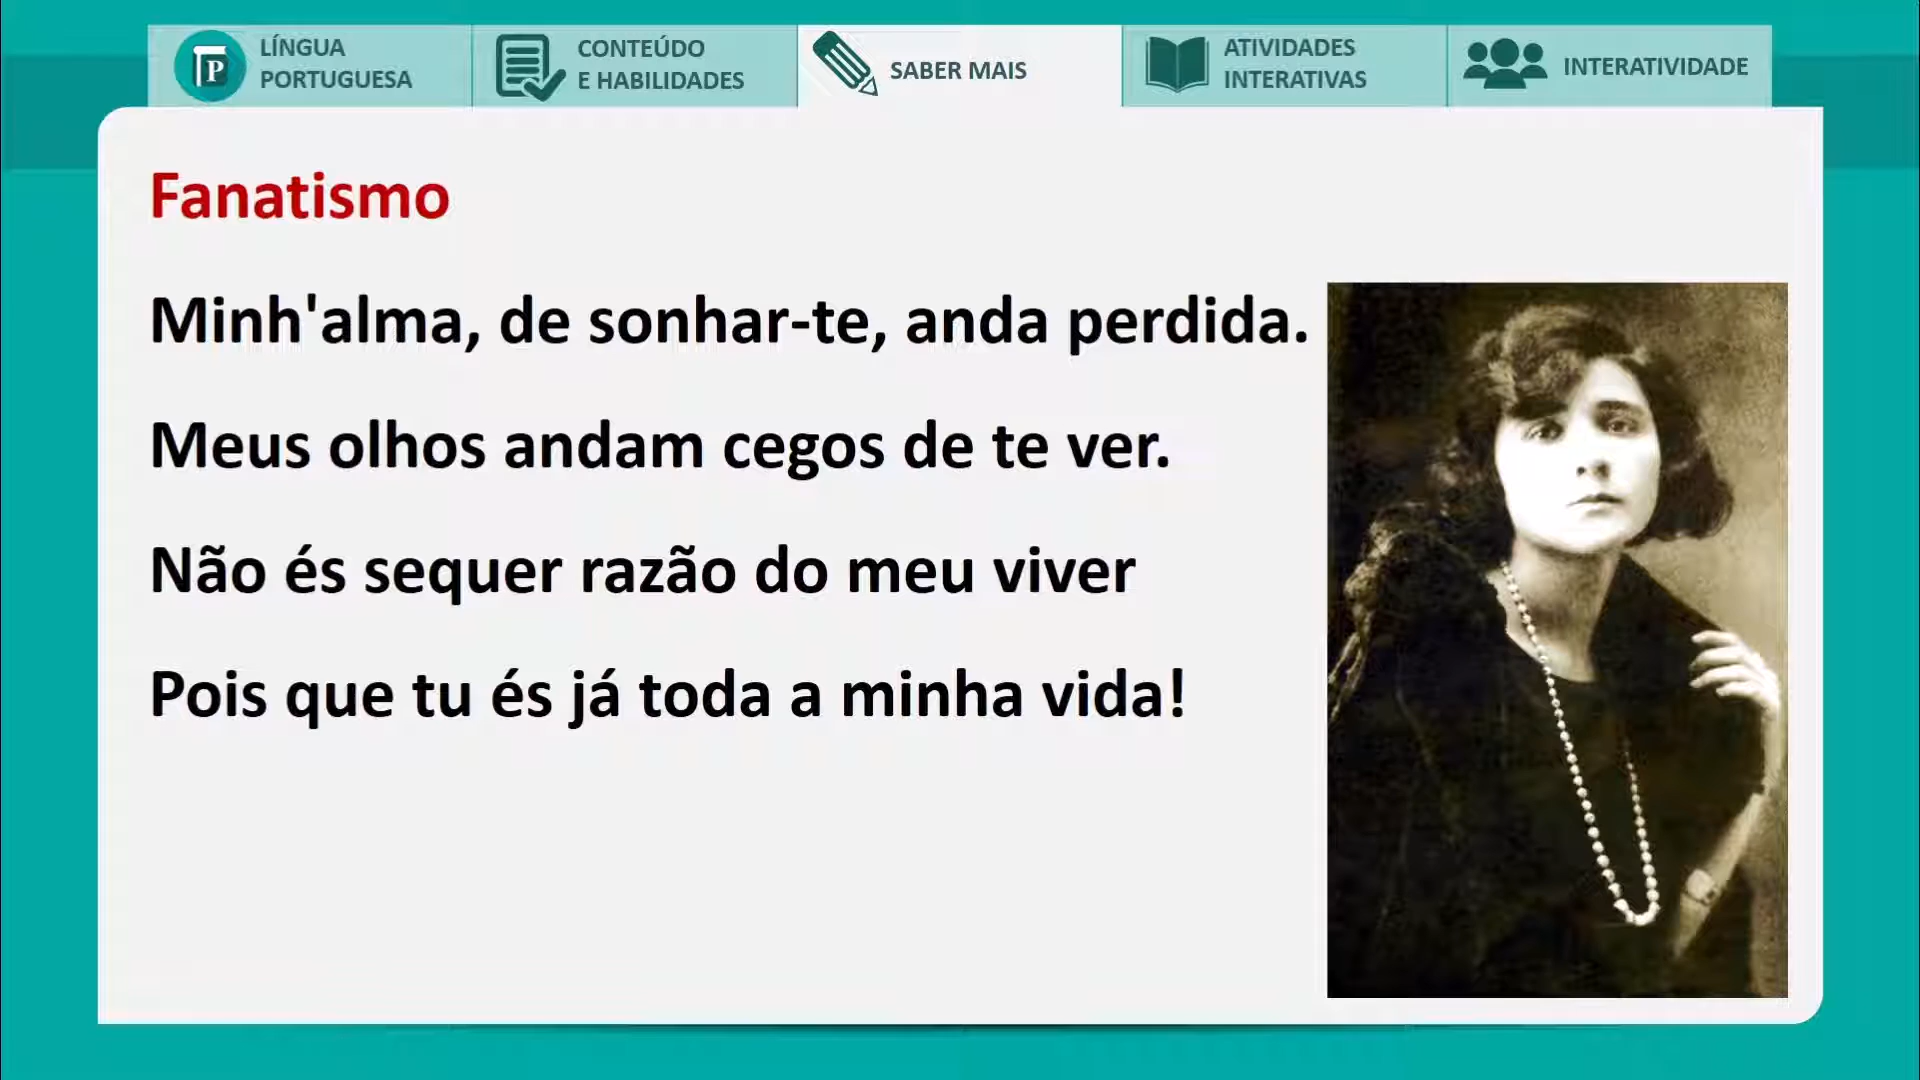 LÍNGUA
PORTUGUESA
CONTEÚDO
E HABILIDADES
SABER MAIS
ATIVIDADES
INTERATIVAS
INTERATIVIDADE
P
Fanatismo
Minh'alma, de sonhar-te, anda perdida.
Meus olhos andam cegos de te ver.
Não és sequer razão do meu viver
Pois que tu és já toda a minha vida!